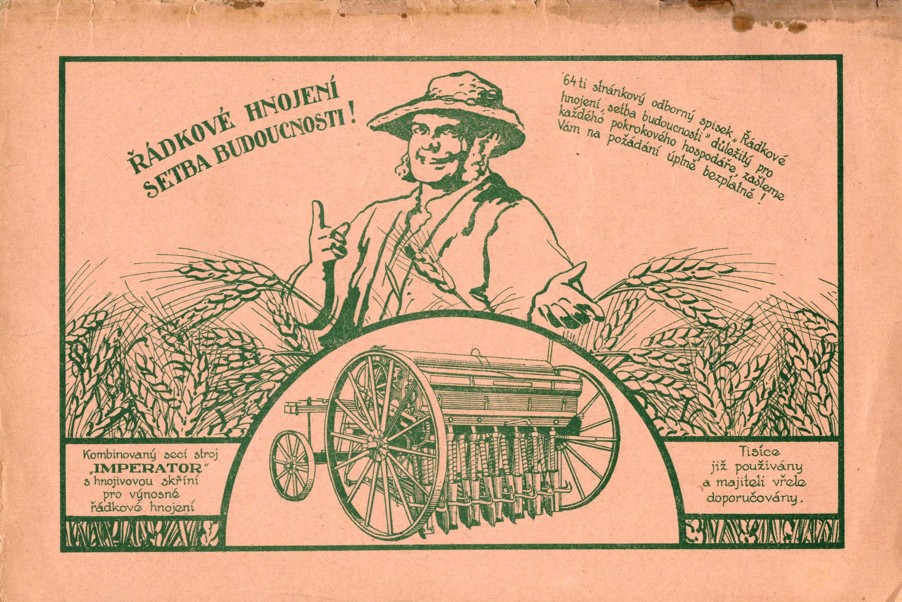 ŘÁDKOVÉ HNOJENÍ
SETBA BUDOUCNOSTI!
64ti stránkový odborný spisek „Řádkové
hnojení, setba budoucnosti" důležitý pro
každého pokrokového hospodáře, zašleme
Vám na požádání úplně bezplatně!
Kombinovaný secí stroj
„IMPERATOR"
s hnojivovou skříní
pro výnosné
řádkové hnojení
Tisíce
již používány
a majiteli vřele
doporučovány.